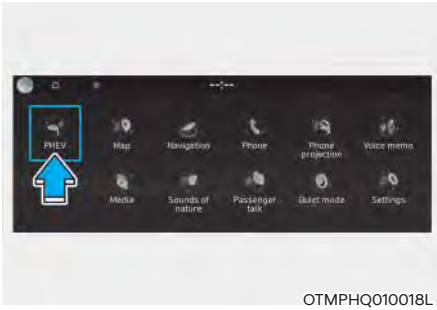 --:--
PHEV
Map
Navigation
Phone
Phone
projection
Voice memo
Media
Sounds of
nature
Passenger
talk
Quiet mode
Settings
OTMPHQ010018L